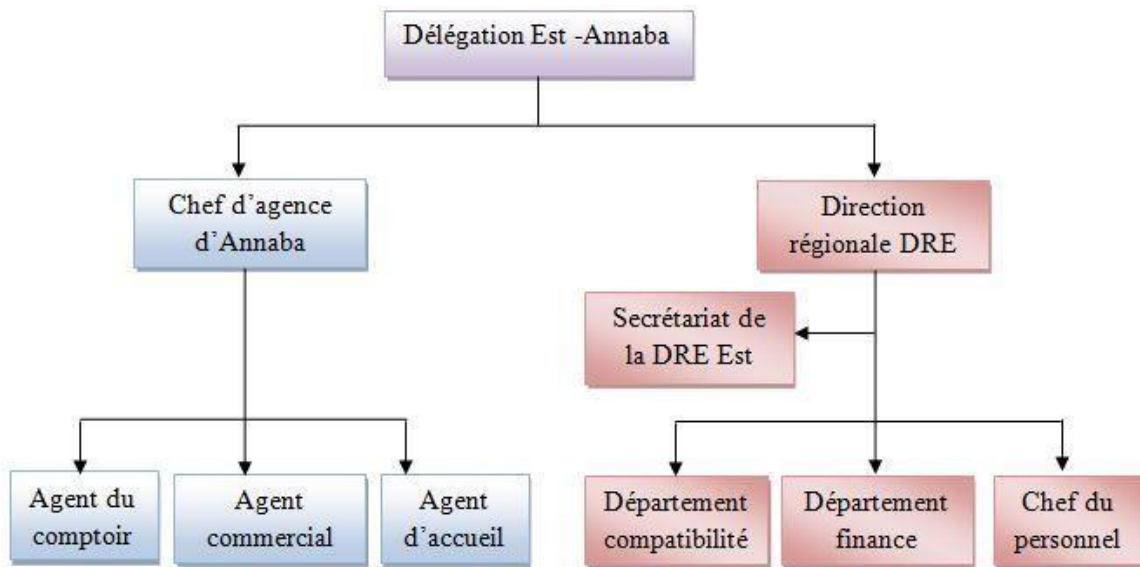 Délégation Est -Annaba
Chef d’agence
d’Annaba
Direction
régionale DRE
Secrétariat de
la DRE Est
Agent du
comptoir
Agent
commercial
Agent
d’accueil
Département
compatibilité
Département
finance
Chef du
personnel